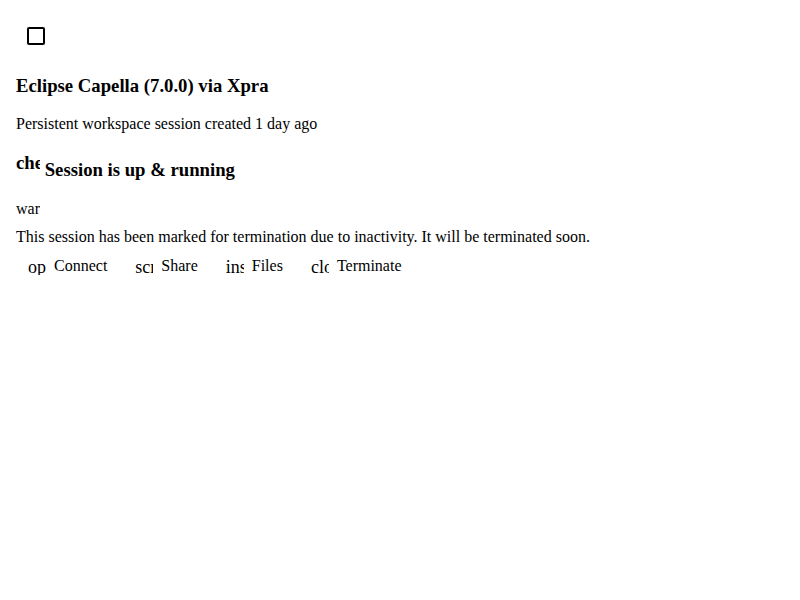 Eclipse Capella (7.0.0) via Xpra
Persistent workspace session created 1 day ago
che Session is up & running
war
This session has been marked for termination due to inactivity. It will be terminated soon.
op Connect scr Share ins Files clo Terminate